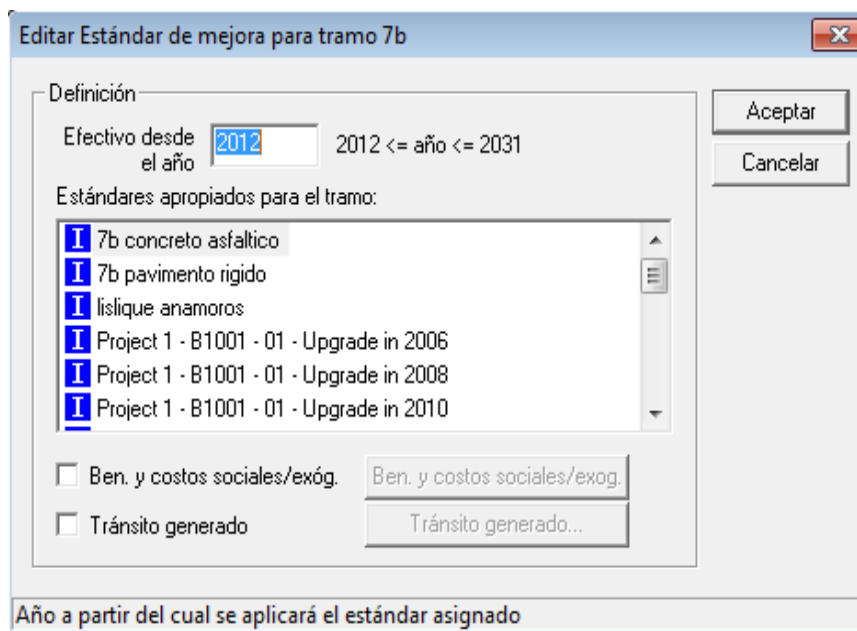 Editar Estándar de mejora para tramo 7b
Definición
Efectivo desde
el año
2012
2012 <= año <= 2031
Aceptar
Cancelar
Estándares apropiados para el tramo:
I 7b concreto asfaltico
I 7b pavimento rigido
I lislique anamoros
I Project 1 - B1001 - 01 - Upgrade in 2006
I Project 1 - B1001 - 01 - Upgrade in 2008
I Project 1 - B1001 - 01 - Upgrade in 2010
Ben. y costos sociales/exóg.
Ben. y costos sociales/exog.
Tránsito generado
Tránsito generado...
Año a partir del cual se aplicará el estándar asignado